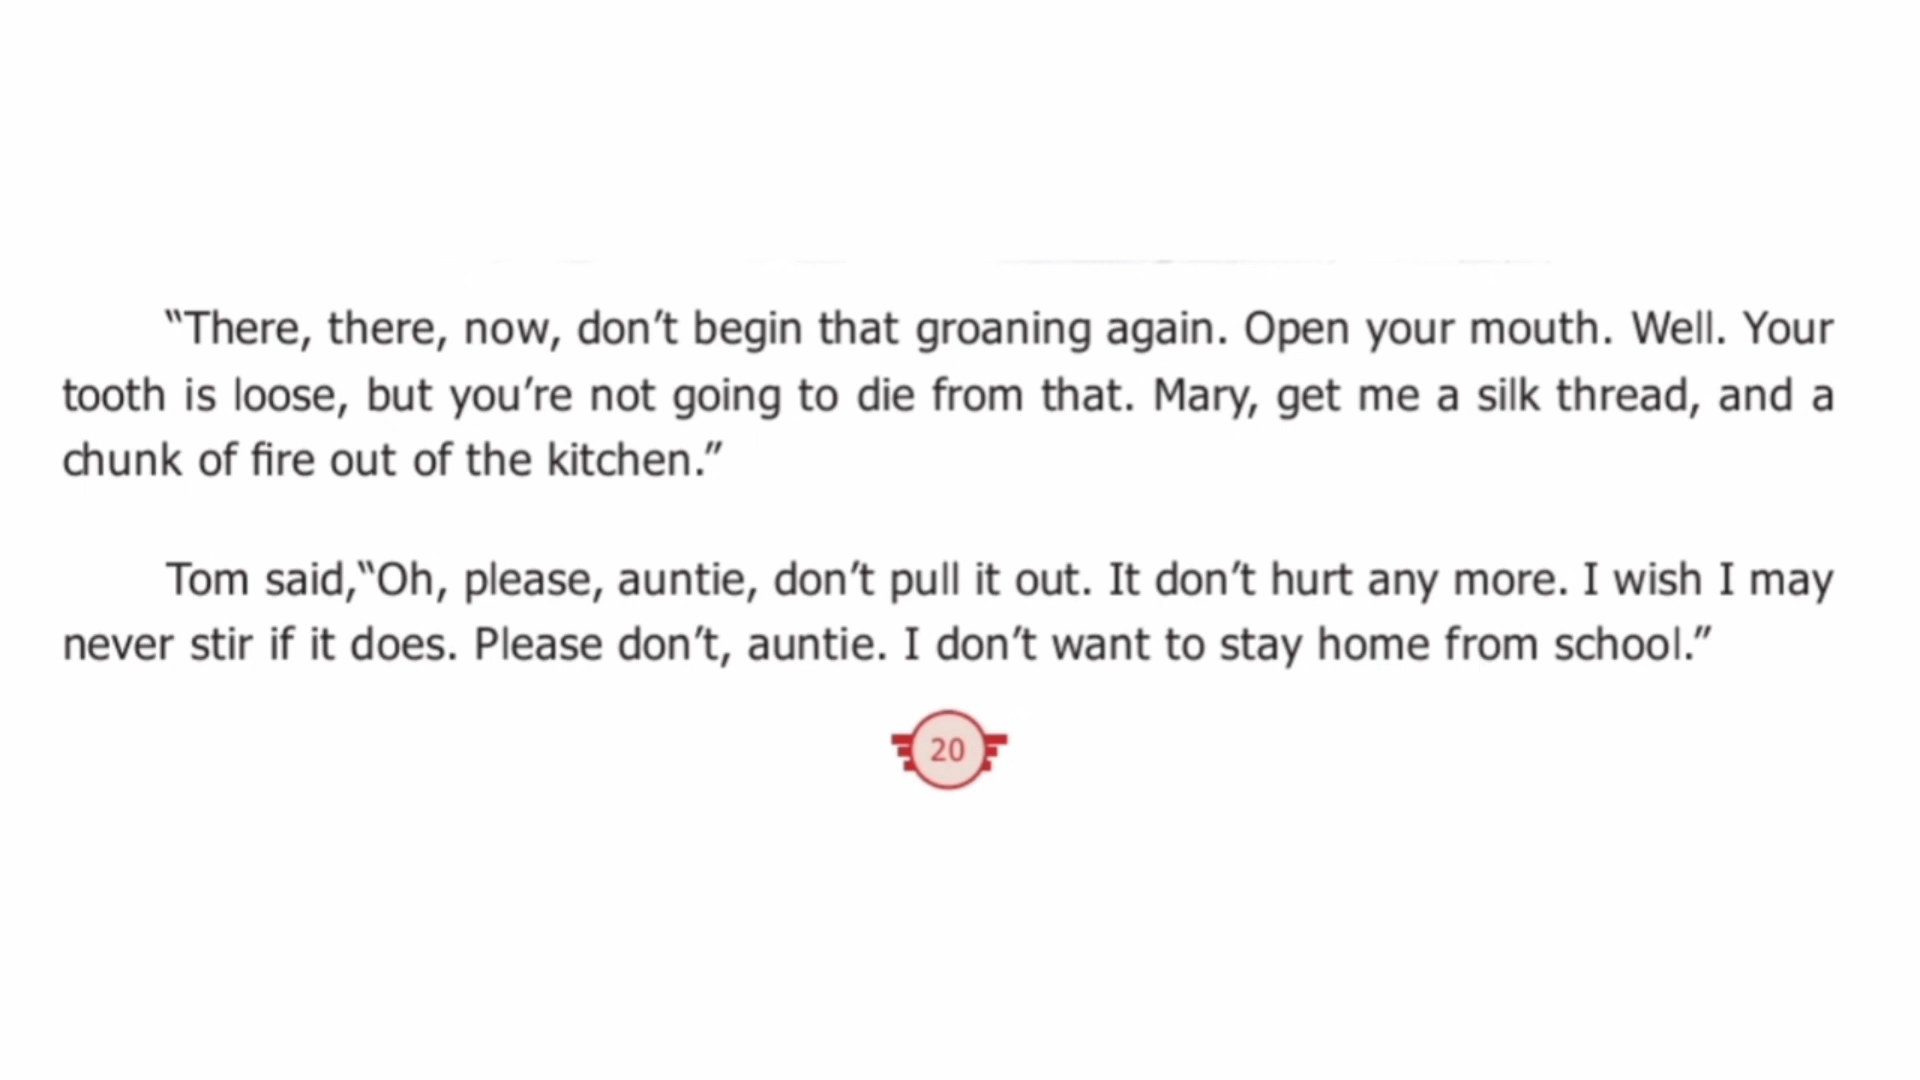 “There, there, now, don’t begin that groaning again. Open your mouth. Well. Your
tooth is loose, but you’re not going to die from that. Mary, get me a silk thread, and a
chunk of fire out of the kitchen.”
Tom said,“Oh, please, auntie, don’t pull it out. It don’t hurt any more. I wish I may
never stir if it does. Please don’t, auntie. I don’t want to stay home from school.”
20